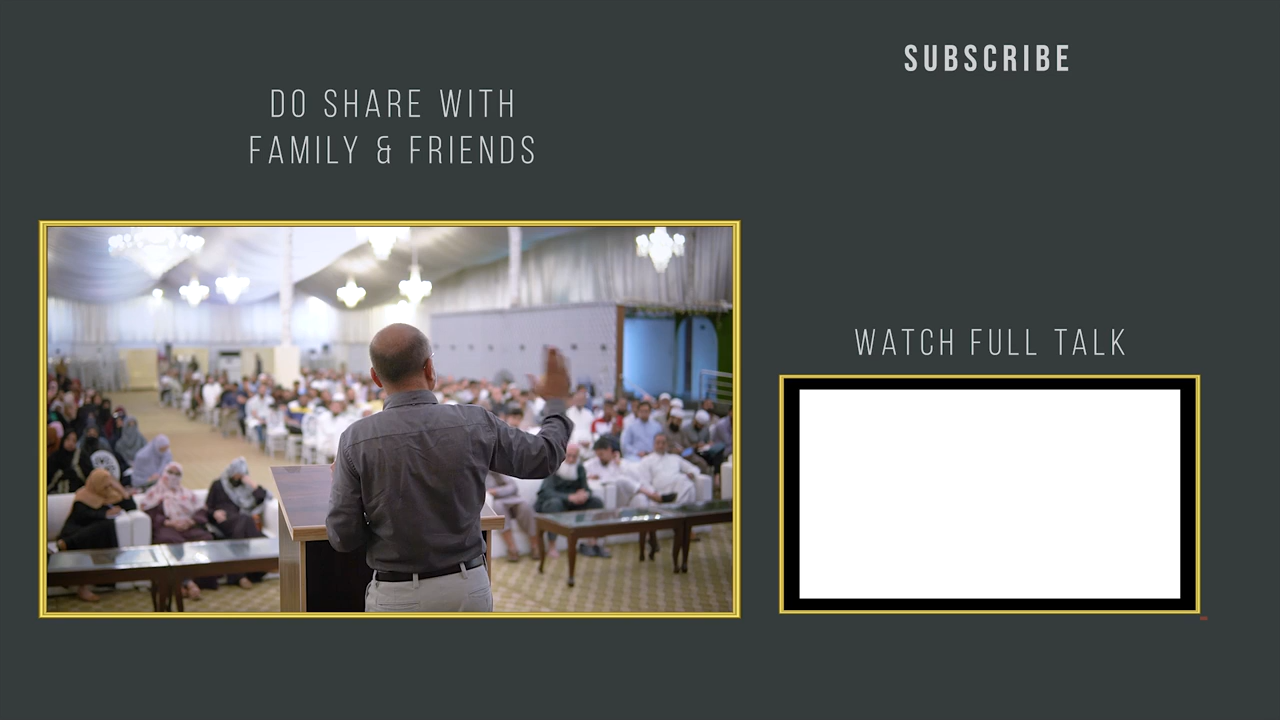 SUBSCRIBE
DO SHARE WITH
FAMILY & FRIENDS
WATCH FULL TALK